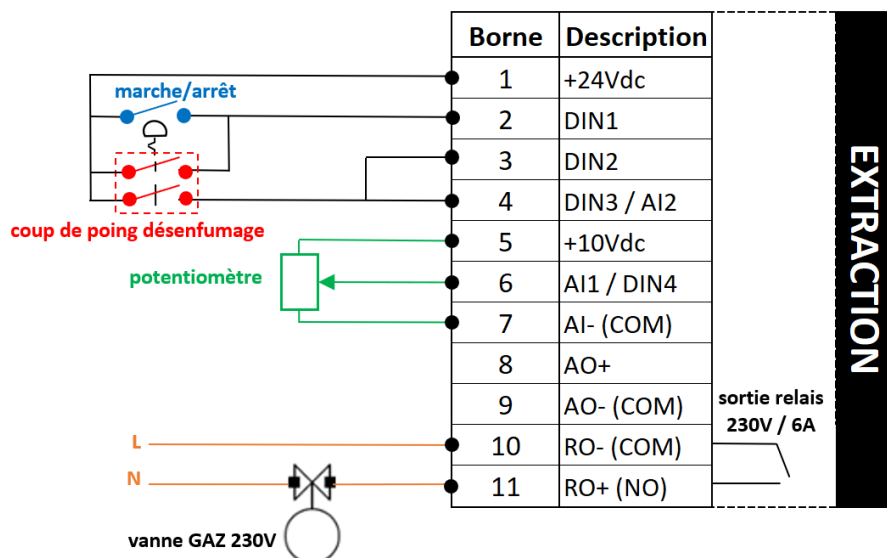 Borne Description
1 +24Vdc
marche/arrêt
2 DIN1
3 DIN2
4 DIN3 / AI2
coup de poing désenfumage
5 +10Vdc
potentiomètre
6 AI1 / DIN4
7 AI- (COM)
8 AO+
9 AO- (COM)
sortie relais
230V / 6A
L
10 RO- (COM)
N
11 RO+ (NO)
vanne GAZ 230V
EXTRACTION